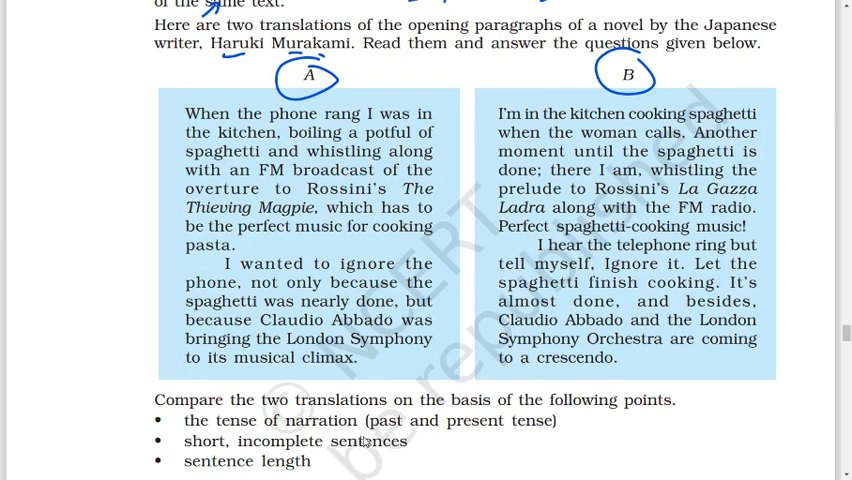 of the same text.
Here are two translations of the opening paragraphs of a novel by the Japanese
writer, Haruki Murakami. Read them and answer the questions given below.
A
When the phone rang I was in
the kitchen, boiling a potful of
spaghetti and whistling along
with an FM broadcast of the
overture to Rossini's The
Thieving Magpie, which has to
be the perfect music for cooking
pasta.
I wanted to ignore the
phone, not only because the
spaghetti was nearly done, but
because Claudio Abbado was
bringing the London Symphony
to its musical climax.
B
I'm in the kitchen cooking spaghetti
when the woman calls. Another
moment until the spaghetti is
done; there I am, whistling the
prelude to Rossini's La Gazza
Ladra along with the FM radio.
Perfect spaghetti-cooking music!
I hear the telephone ring but
tell myself, Ignore it. Let the
spaghetti finish cooking. It's
almost done, and besides,
Claudio Abbado and the London
Symphony Orchestra are coming
to a crescendo.
Compare the two translations on the basis of the following points.
• the tense of narration (past and present tense)
• short, incomplete sentences
• sentence length
© NCERT
be republished